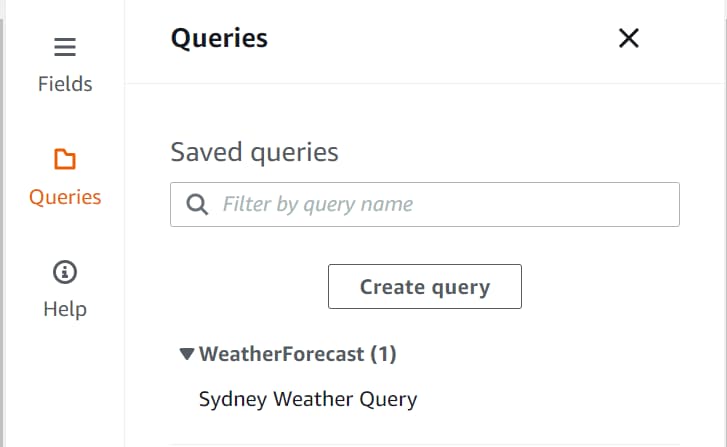 Queries
Fields
Saved queries
Queries
Filter by query name
Create query
Help
WeatherForecast (1)
Sydney Weather Query